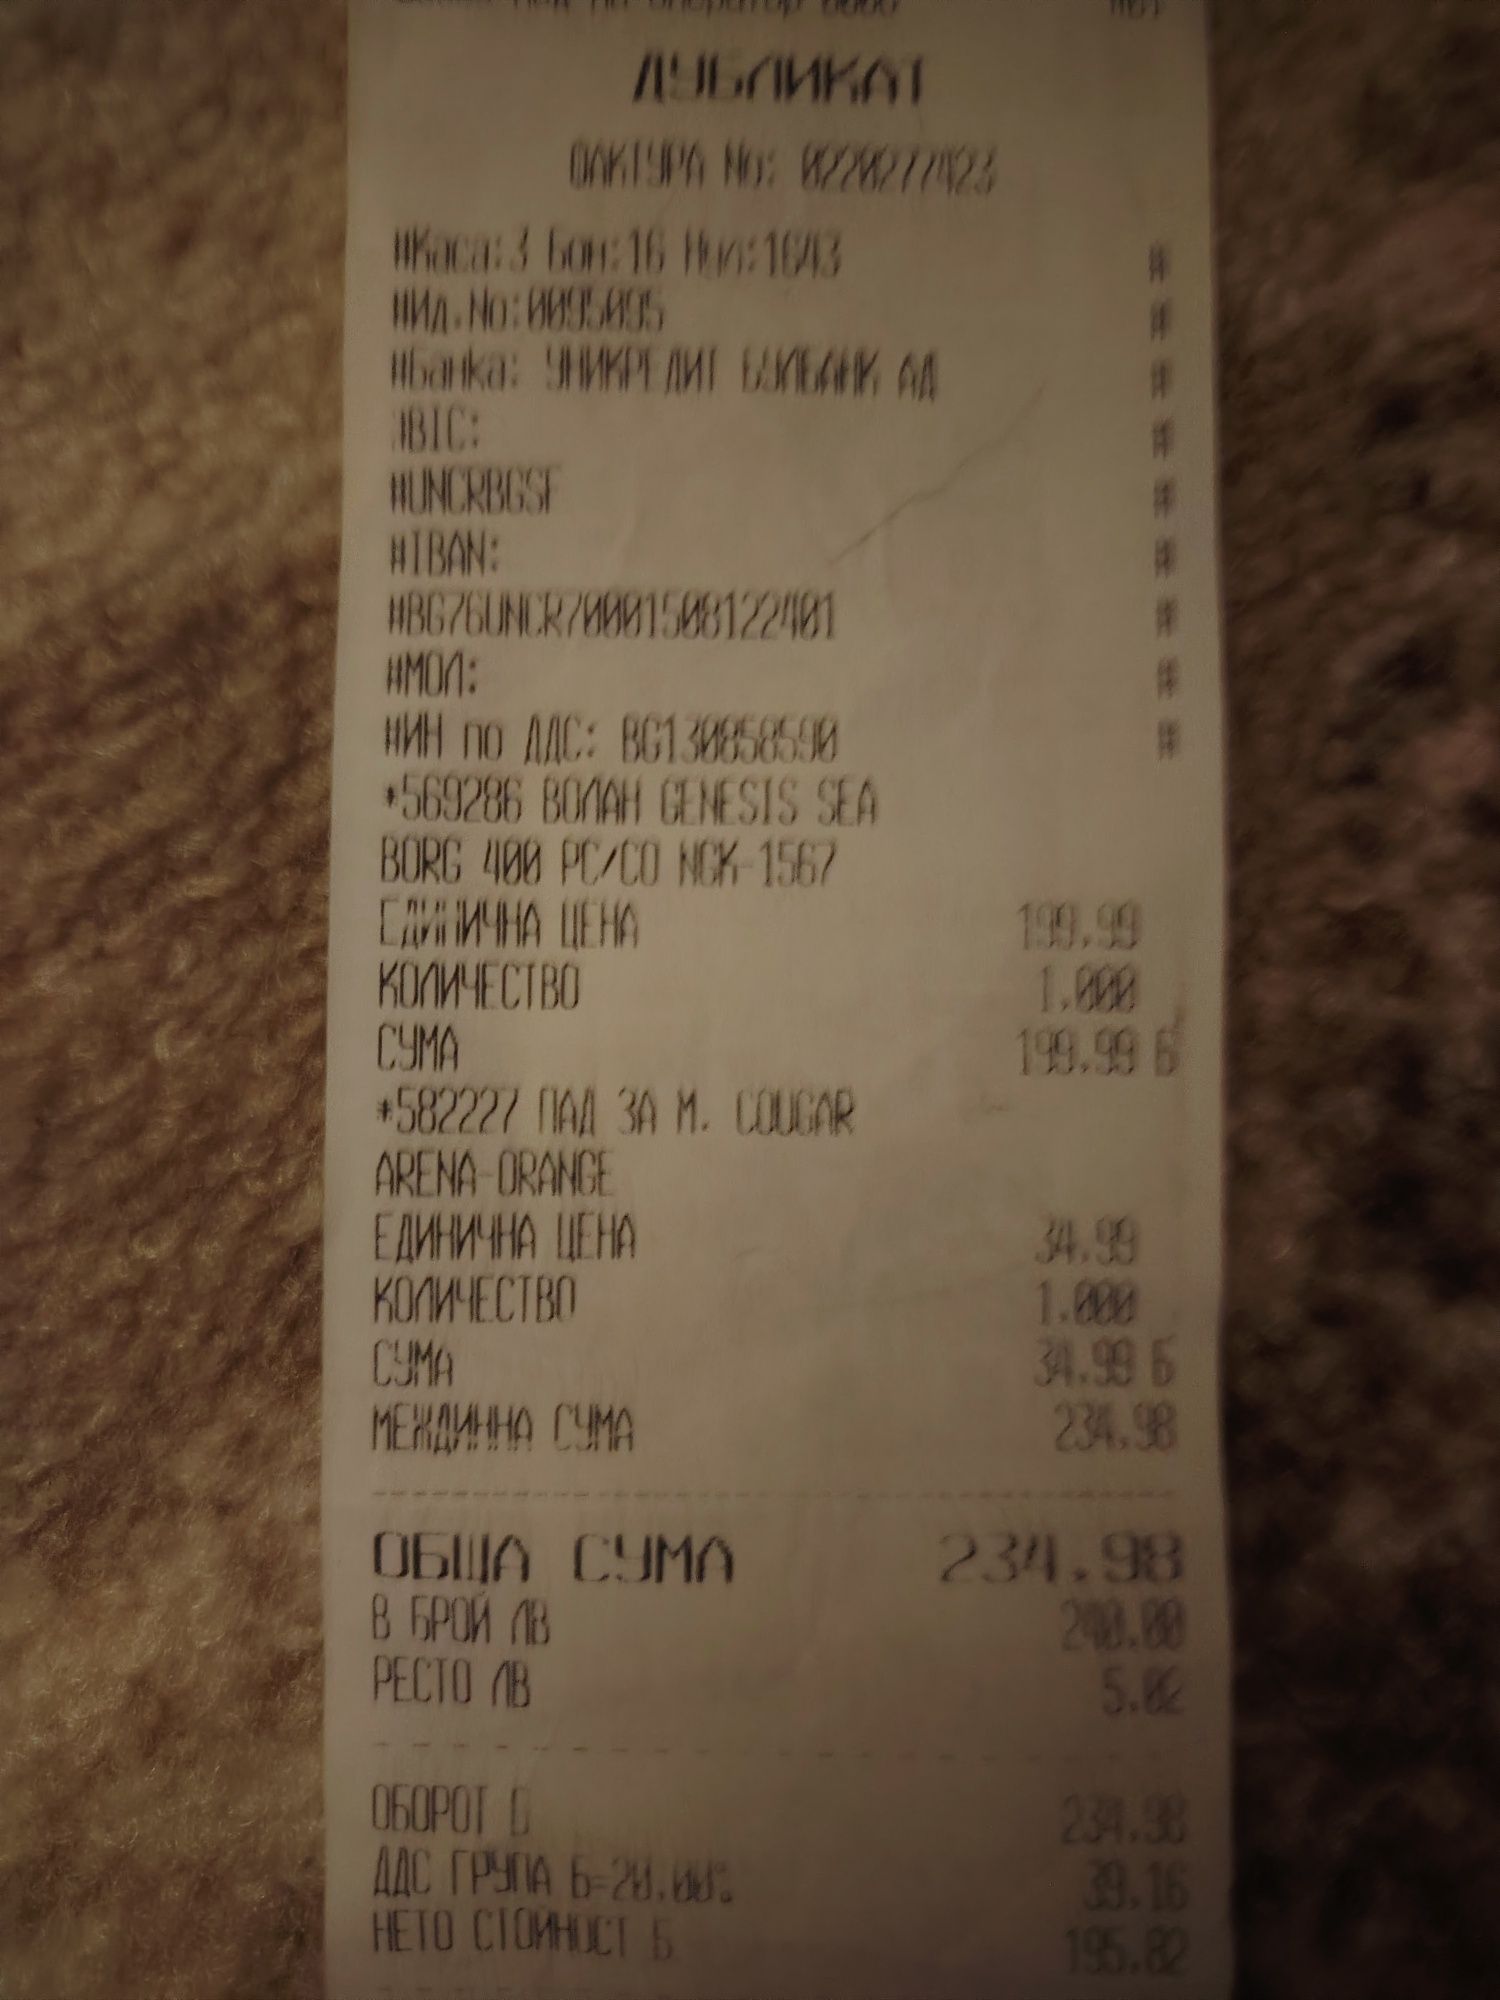 ДУБЛИКАТ
ФАКТУРА No: 0220277423
#Каса:3 Бон:16 Нул:1643 #
#Ид.No:0095095 #
#Банка: УНИКРЕДИТ БУЛБАНК АД #
#BIC: #
#UNCRBGSF #
#IBAN: #
#BG76UNCR70001508122401 #
#МОЛ: #
#ИН по ДДС: BG130858590 #
*569286 ВОЛАН GENESIS SEA
BORG 400 PC/CO NGK-1567
ЕДИНИЧНА ЦЕНА 199.99
КОЛИЧЕСТВО 1.000
СУМА 199.99 Б
*582227 ПАД ЗА М. COUGAR
ARENA-ORANGE
ЕДИНИЧНА ЦЕНА 34.99
КОЛИЧЕСТВО 1.000
СУМА 34.99 Б
МЕЖДИННА СУМА 234.98
ОБЩА СУМА 234.98
В БРОЙ ЛВ 240.00
РЕСТО ЛВ 5.02
ОБОРОТ Б 234.98
ДДС ГРУПА Б=20.00% 39.16
НЕТО СТОЙНОСТ Б 195.82